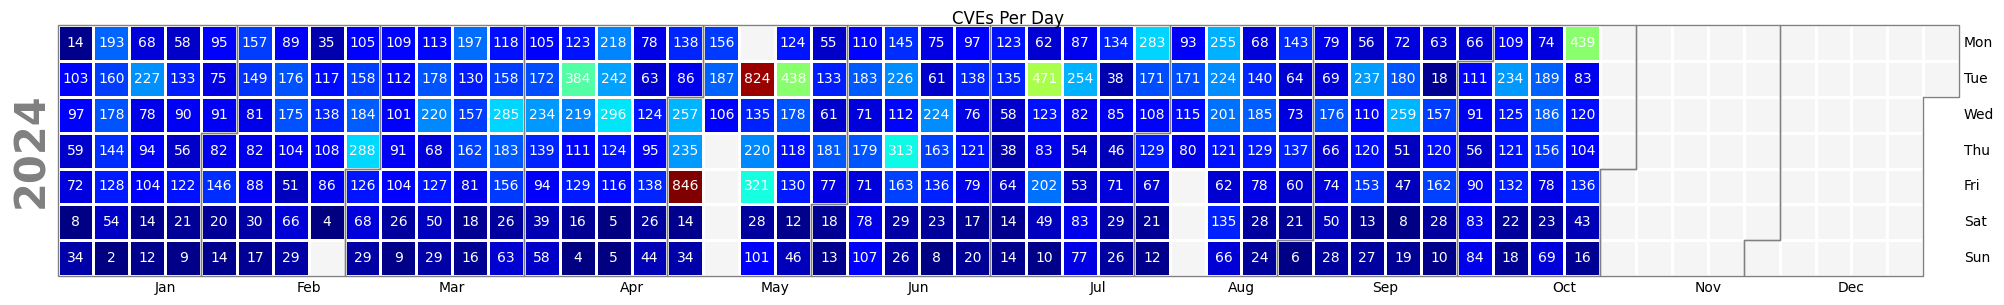 CVEs Per Day
14 193 68 58 95 157 89 35 105 109 113 197 118 105 123 218 78 138 156 124 55 110 145 75 97 123 62 87 134 283 93 255 68 143 79 56 72 63 66 109 74 439 Mon
103 160 227 133 75 149 176 117 158 112 178 130 158 172 384 242 63 86 187 824 438 133 183 226 61 138 135 471 254 38 171 171 224 140 64 69 237 180 18 111 234 189 83 Tue
97 178 78 90 91 81 175 138 184 101 220 157 285 234 219 296 124 257 106 135 178 61 71 112 224 76 58 123 82 85 108 115 201 185 73 176 110 259 157 91 125 186 120 Wed
59 144 94 56 82 82 104 108 288 91 68 162 183 139 111 124 95 235 220 118 181 179 313 163 121 38 83 54 46 129 80 121 129 137 66 120 51 120 56 121 156 104 Thu
72 128 104 122 146 88 51 86 126 104 127 81 156 94 129 116 138 846 321 130 77 71 163 136 79 64 202 53 71 67 62 78 60 74 153 47 162 90 132 78 136 Fri
8 54 14 21 20 30 66 4 68 26 50 18 26 39 16 5 26 14 28 12 18 78 29 23 17 14 49 83 29 21 135 28 21 50 13 8 28 83 22 23 43 Sat
34 2 12 9 14 17 29 29 9 29 16 63 58 4 5 44 34 101 46 13 107 26 8 20 14 10 77 26 12 66 24 6 28 27 19 10 84 18 69 16 Sun
2024
Jan Feb Mar Apr May Jun Jul Aug Sep Oct Nov Dec